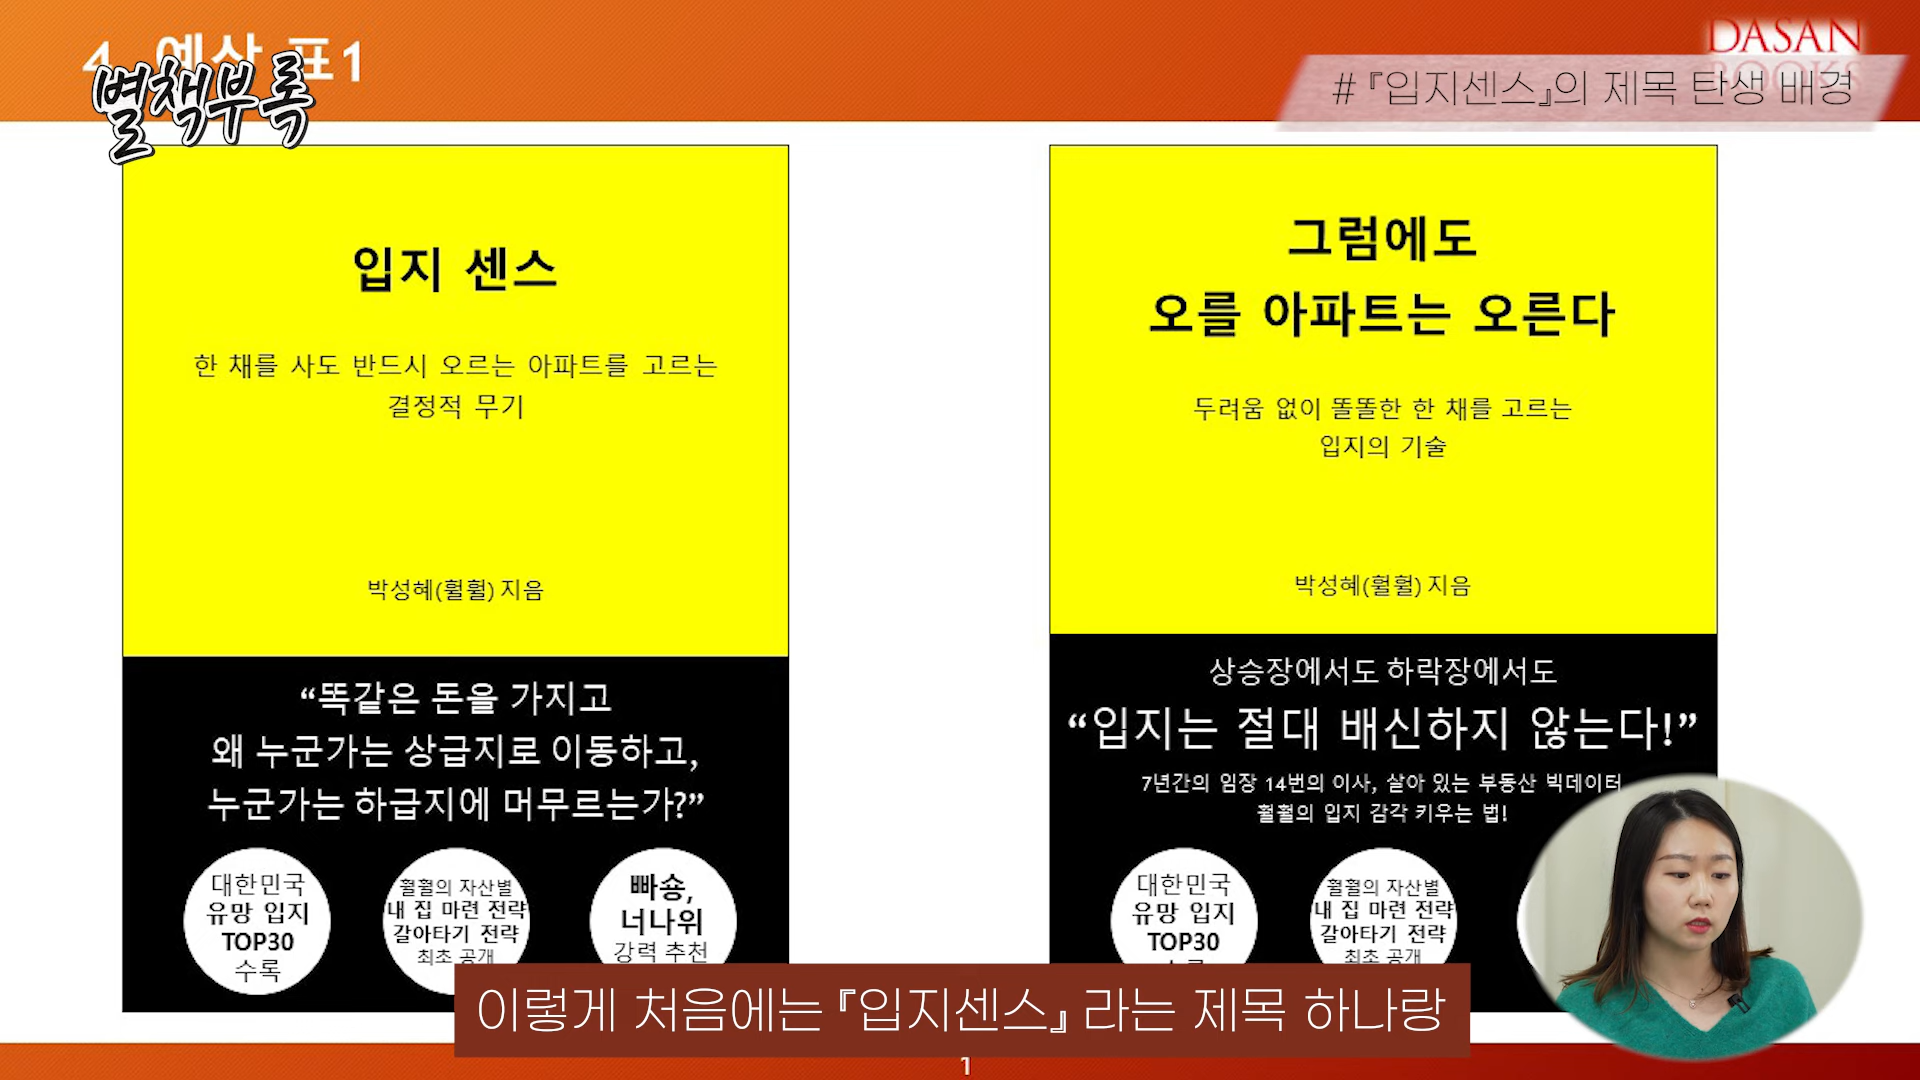 4. 예상 표1
별책부록
DASAN
BOOKS
#『입지센스』의 제목 탄생 배경
입지 센스
한 채를 사도 반드시 오르는 아파트를 고르는
결정적 무기
박성혜(훨훨) 지음
“똑같은 돈을 가지고
왜 누군가는 상급지로 이동하고,
누군가는 하급지에 머무르는가?”
대한민국
유망 입지
TOP30
수록
훨훨의 자산별
내 집 마련 전략
갈아타기 전략
최초 공개
빠숑,
너나위
강력 추천
그럼에도
오를 아파트는 오른다
두려움 없이 똘똘한 한 채를 고르는
입지의 기술
박성혜(훨훨) 지음
상승장에서도 하락장에서도
“입지는 절대 배신하지 않는다!”
7년간의 임장 14번의 이사, 살아 있는 부동산 빅데이터
훨훨의 입지 감각 키우는 법!
대한민국
유망 입지
TOP30
훨훨의 자산별
내 집 마련 전략
갈아타기 전략
최초 공개
이렇게 처음에는『입지센스』라는 제목 하나랑
1